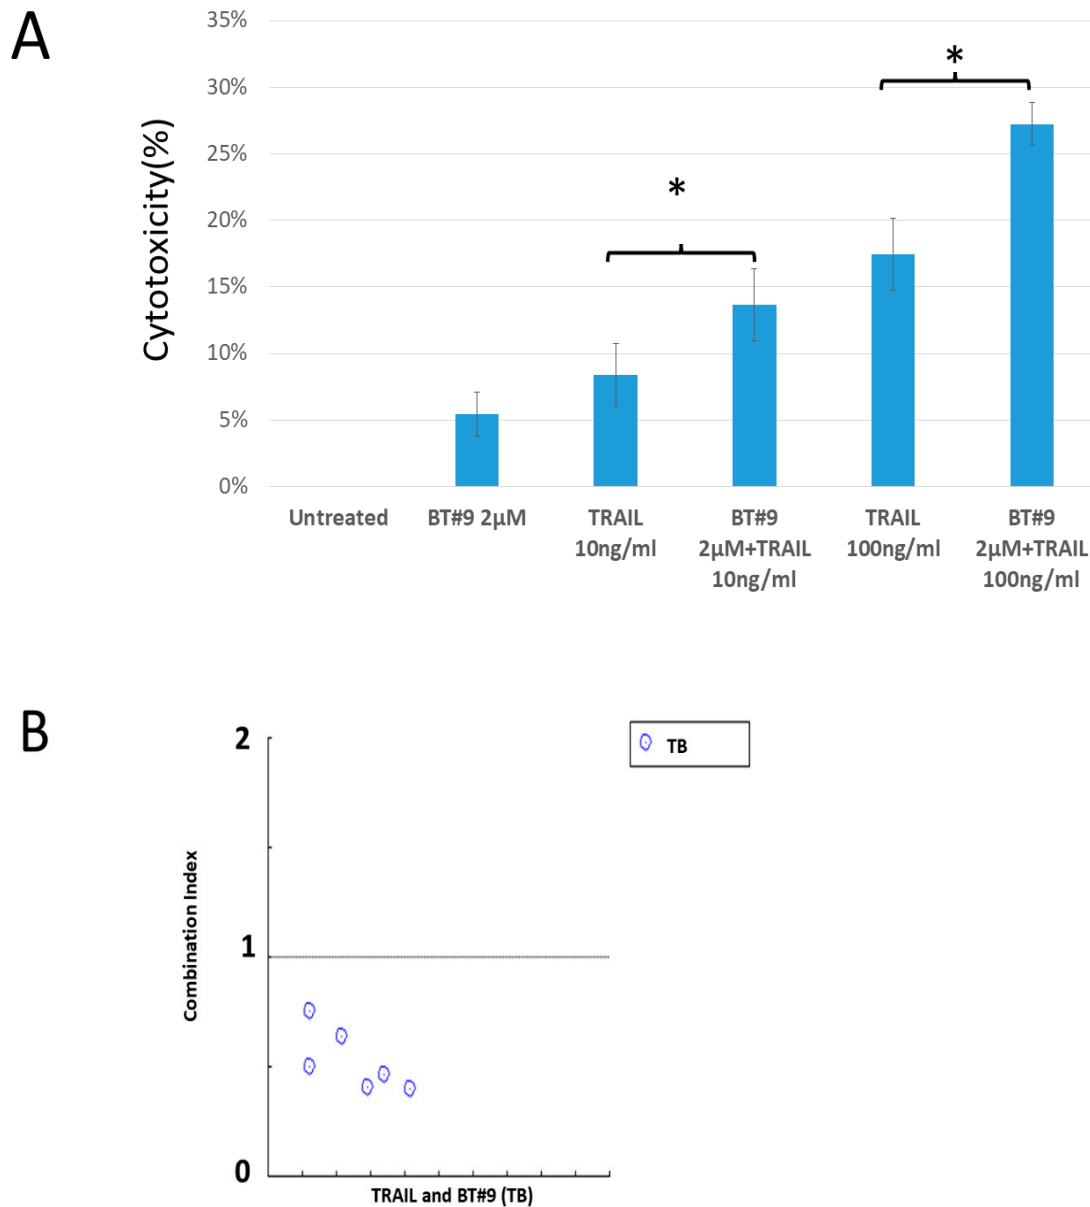 A
35%
30%
25%
20%
15%
10%
5%
0%
Cytotoxicity(%)
*
*
Untreated
BT#9 2µM
TRAIL
10ng/ml
BT#9
2µM+TRAIL
10ng/ml
TRAIL
100ng/ml
BT#9
2µM+TRAIL
100ng/ml
B
2
1
0
Combination Index
TB
TRAIL and BT#9 (TB)